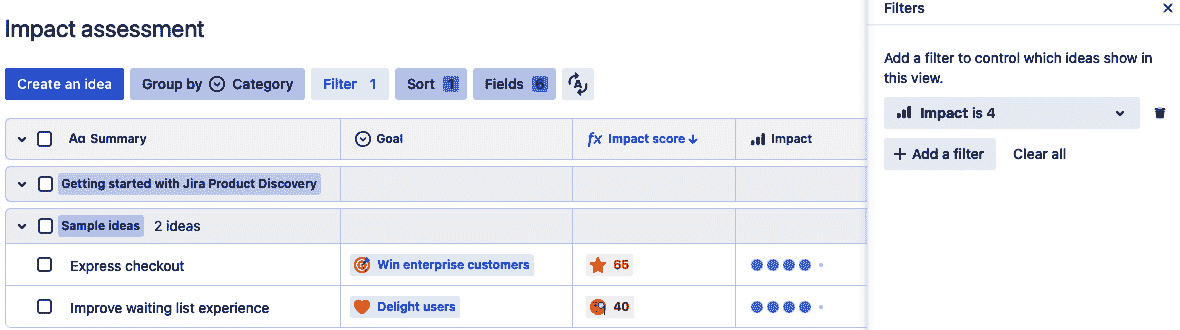 Impact assessment
Create an idea
Group by Category
Filter 1
Sort 1
Fields 6
A
Aa Summary
Goal
fx Impact score
Impact
Getting started with Jira Product Discovery
Sample ideas 2 ideas
Express checkout
Win enterprise customers
65
Improve waiting list experience
Delight users
40
Filters
Add a filter to control which ideas show in
this view.
Impact is 4
+ Add a filter
Clear all